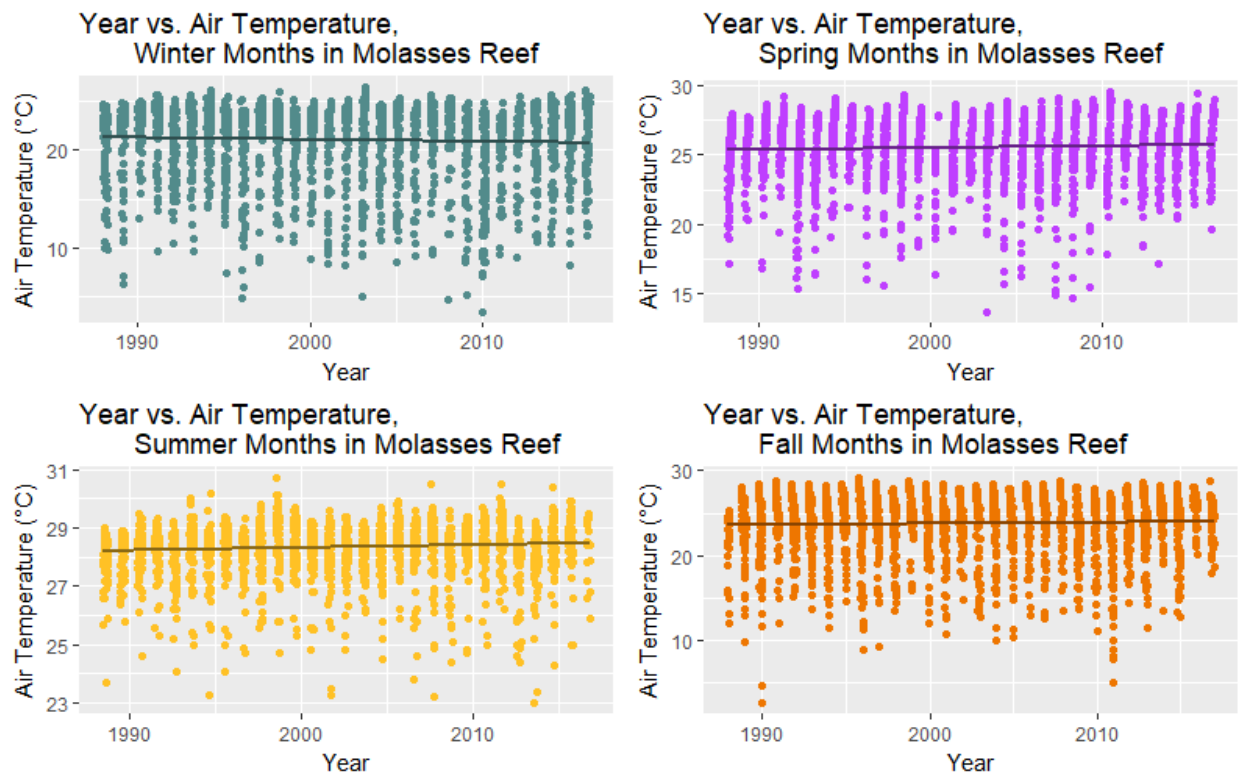 Year vs. Air Temperature,
Winter Months in Molasses Reef
20
10
Air Temperature (°C)
1990
2000
2010
Year
Year vs. Air Temperature,
Spring Months in Molasses Reef
30
25
20
15
Air Temperature (°C)
1990
2000
2010
Year
Year vs. Air Temperature,
Summer Months in Molasses Reef
31
29
27
25
23
Air Temperature (°C)
1990
2000
2010
Year
Year vs. Air Temperature,
Fall Months in Molasses Reef
30
20
10
Air Temperature (°C)
1990
2000
2010
Year